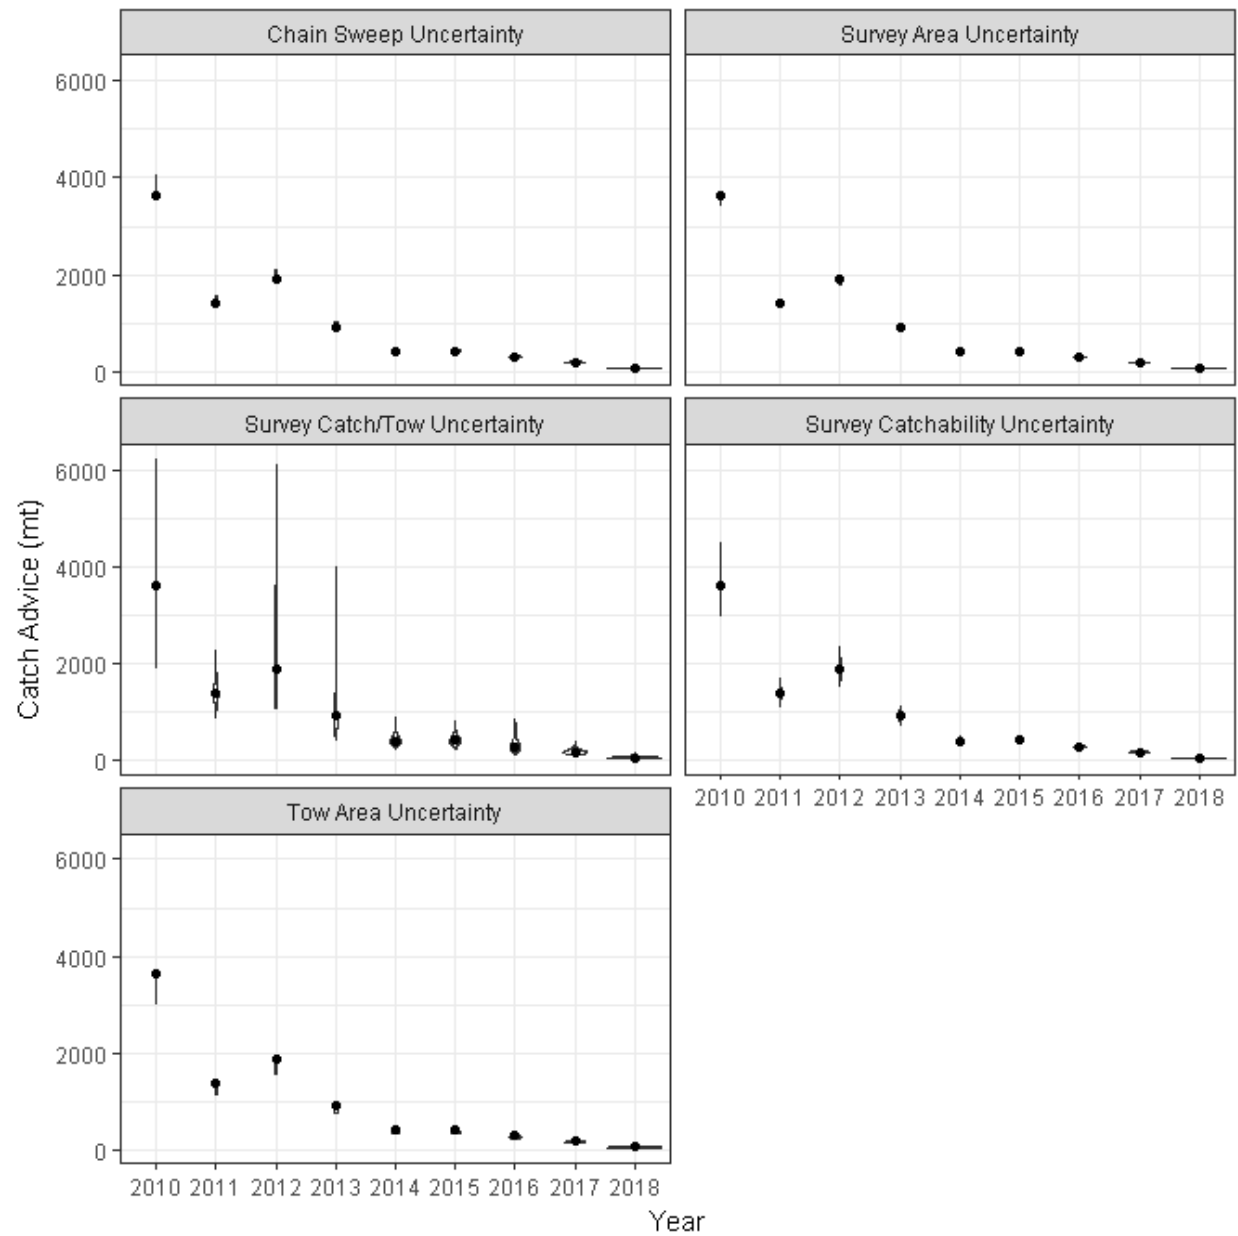 Chain Sweep Uncertainty
Survey Area Uncertainty
6000
4000
2000
0
Survey Catch/Tow Uncertainty
Survey Catchability Uncertainty
6000
4000
2000
0
2010 2011 2012 2013 2014 2015 2016 2017 2018
Tow Area Uncertainty
6000
4000
2000
0
2010 2011 2012 2013 2014 2015 2016 2017 2018
Catch Advice (mt)
Year